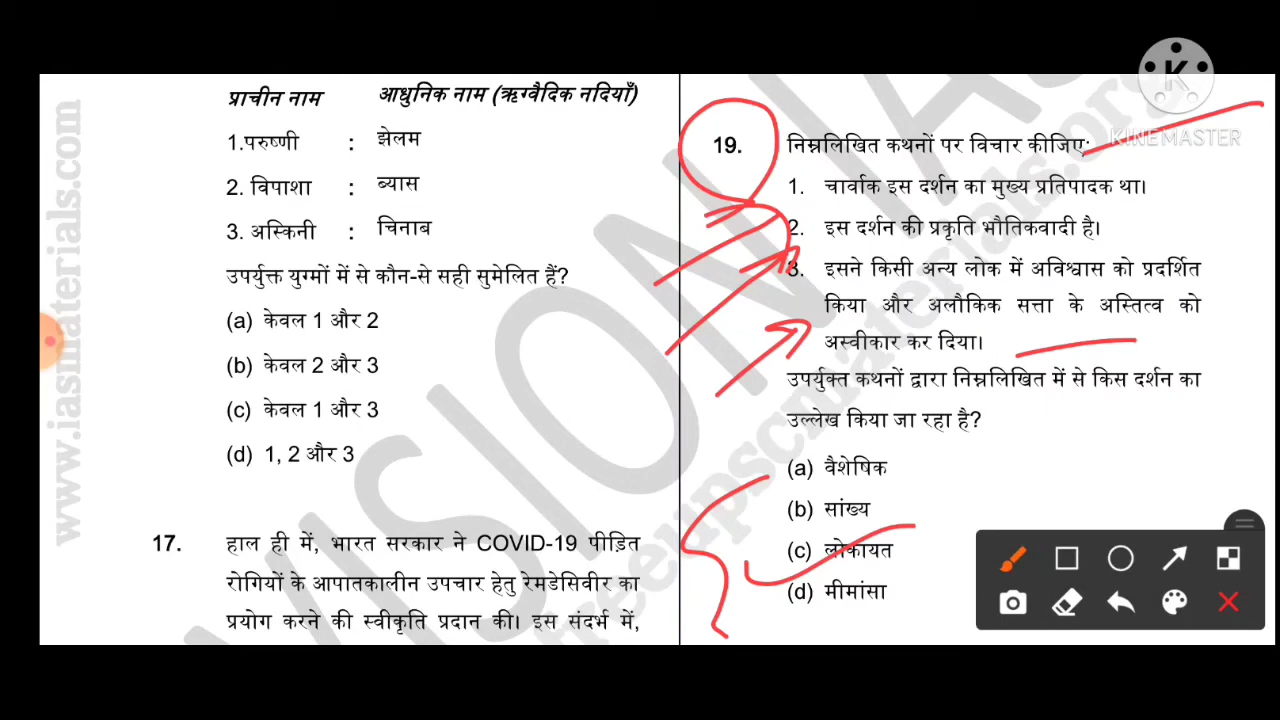 प्राचीन नाम आधुनिक नाम (ऋग्वैदिक नदियाँ)
1.परुष्णी : झेलम
2. विपाशा : ब्यास
3. अस्किनी : चिनाब
उपर्युक्त युग्मों में से कौन-से सही सुमेलित हैं?
(a) केवल 1 और 2
(b) केवल 2 और 3
(c) केवल 1 और 3
(d) 1, 2 और 3
17. हाल ही में, भारत सरकार ने COVID-19 पीड़ित
रोगियों के आपातकालीन उपचार हेतु रेमडेसिवीर का
प्रयोग करने की स्वीकृति प्रदान की। इस संदर्भ में,
19. निम्नलिखित कथनों पर विचार कीजिए:
1. चार्वाक इस दर्शन का मुख्य प्रतिपादक था।
2. इस दर्शन की प्रकृति भौतिकवादी है।
3. इसने किसी अन्य लोक में अविश्वास को प्रदर्शित
किया और अलौकिक सत्ता के अस्तित्व को
अस्वीकार कर दिया।
उपर्युक्त कथनों द्वारा निम्नलिखित में से किस दर्शन का
उल्लेख किया जा रहा है?
(a) वैशेषिक
(b) सांख्य
(c) लोकायत
(d) मीमांसा
www.iasmaterials.com
VISION IA
K
KINEMASTER